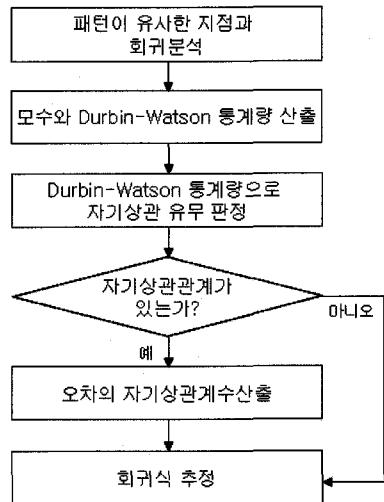 패턴이 유사한 지점과
회귀분석
모수와 Durbin-Watson 통계량 산출
Durbin-Watson 통계량으로
자기상관 유무 판정
자기상관관계가
있는가?
아니오
예
오차의 자기상관계수산출
회귀식 추정